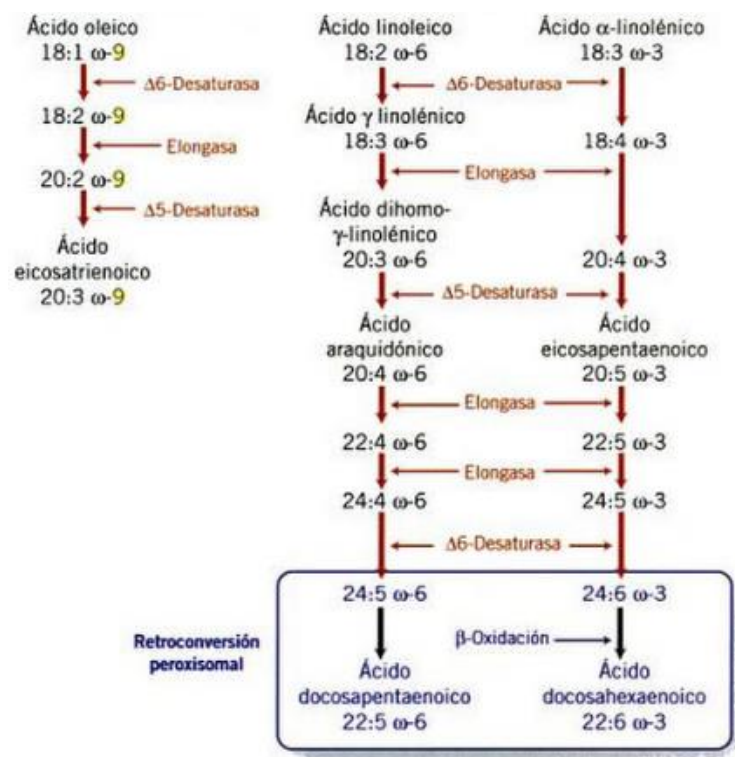 Ácido oleico
18:1 ω-9
Δ6-Desaturasa
18:2 ω-9
Elongasa
20:2 ω-9
Δ5-Desaturasa
Ácido
eicosatrienoico
20:3 ω-9
Ácido linoleico
18:2 ω-6
Ácido α-linolénico
18:3 ω-3
Δ6-Desaturasa
Ácido γ linolénico
18:3 ω-6
18:4 ω-3
Elongasa
Ácido dihomo-
γ-linolénico
20:3 ω-6
20:4 ω-3
Δ5-Desaturasa
Ácido
araquidónico
20:4 ω-6
Ácido
eicosapentaenoico
20:5 ω-3
Elongasa
22:4 ω-6
22:5 ω-3
Elongasa
24:4 ω-6
24:5 ω-3
Δ6-Desaturasa
24:5 ω-6
24:6 ω-3
Retroconversión
peroxisomal
β-Oxidación
Ácido
docosapentaenoico
22:5 ω-6
Ácido
docosahexaenoico
22:6 ω-3